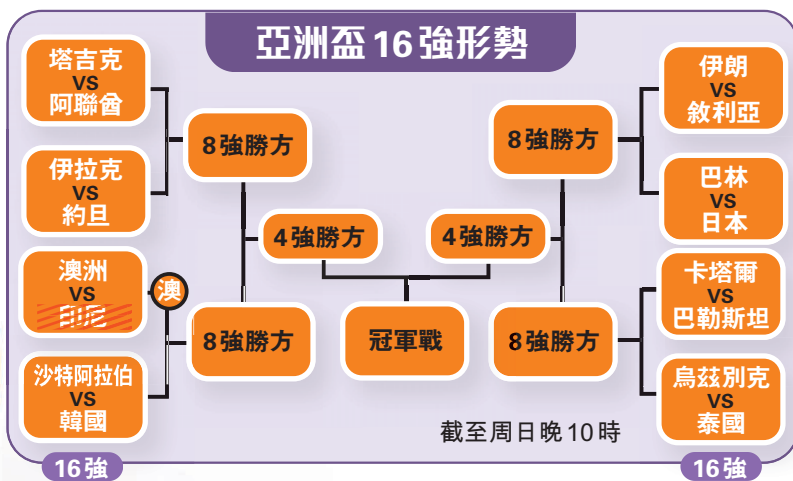 亞洲盃16強形勢
塔吉克
VS
阿聯酋
伊拉克
VS
約旦
澳洲
VS
印尼
澳
沙特阿拉伯
VS
韓國
16強
8強勝方
8強勝方
4強勝方
冠軍戰
4強勝方
8強勝方
8強勝方
伊朗
VS
敘利亞
巴林
VS
日本
卡塔爾
VS
巴勒斯坦
烏茲別克
VS
泰國
16強
截至周日晚10時